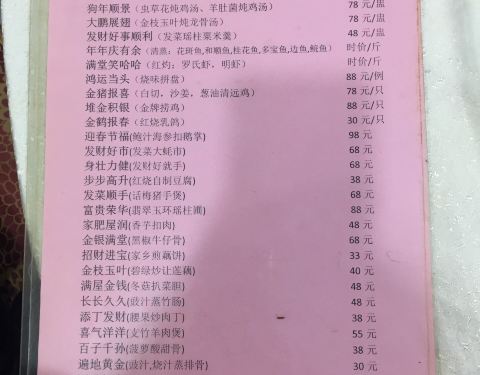 狗年顺景（虫草花炖鸡汤、羊肚菌炖鸡汤） 78 元/盅
大鹏展翅（金枝玉叶炖龙骨汤） 78 元/盅
发财好事顺利（发菜瑶柱粟米羹） 48 元/盅
年年庆有余（清蒸：花斑鱼,和顺鱼,桂花鱼,多宝鱼,边鱼,鲩鱼） 时价/斤
满堂笑哈哈（红灼：罗氏虾，明虾） 时价/斤
鸿运当头（烧味拼盘） 88 元/例
金猪报喜（白切，沙姜，葱油清远鸡） 78 元/只
堆金积银（金牌捞鸡） 88 元/只
金鹤报春（红烧乳鸽） 30 元/只
迎春节福(鲍汁海参扣鹅掌) 98 元
发财好市(发菜大蚝市) 68 元
身壮力健(发财好就手) 68 元
步步高升(红烧自制豆腐) 38 元
发菜顺手(话梅猪手煲) 48 元
富贵荣华(翡翠玉环瑶柱圃) 88 元
家肥屋润(香芋扣肉) 48 元
金银满堂(黑椒牛仔骨) 68 元
招财进宝(家乡煎藕饼) 33 元
金枝玉叶(碧绿炒让莲藕) 40 元
满屋金钱(冬菇扒菜胆) 48 元
长长久久(豉汁蒸竹肠) 48 元
添丁发财(腰果炒肉丁) 38 元
喜气洋洋(支竹羊肉煲) 55 元
百子千孙(菠萝酸甜骨) 38 元
遍地黄金(豉汁,烧汁蒸排骨) 30 元